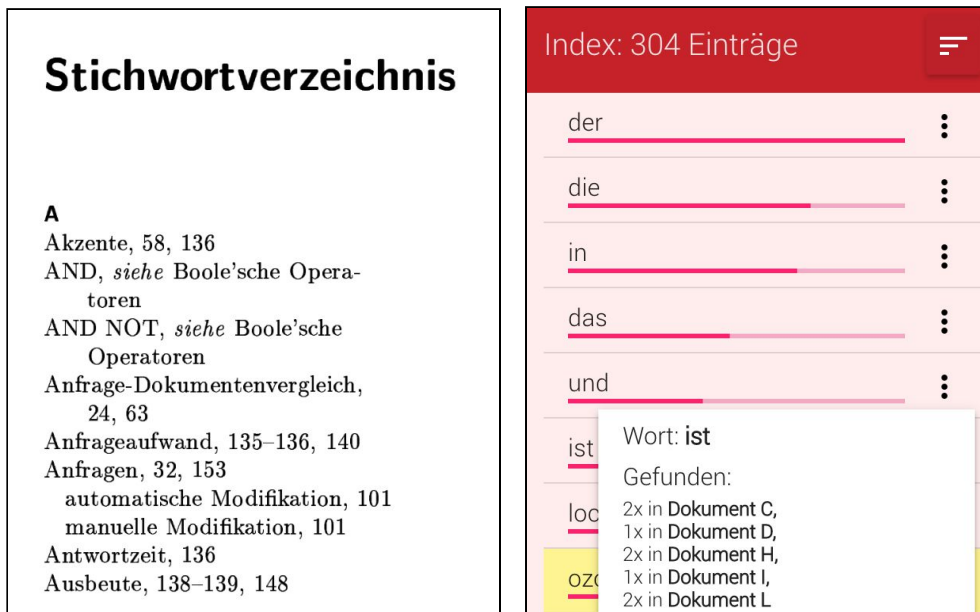 Stichwortverzeichnis
A
Akzente, 58, 136
AND, siehe Boole'sche Opera-
toren
AND NOT, siehe Boole'sche
Operatoren
Anfrage-Dokumentenvergleich,
24, 63
Anfrageaufwand, 135–136, 140
Anfragen, 32, 153
automatische Modifikation, 101
manuelle Modifikation, 101
Antwortzeit, 136
Ausbeute, 138–139, 148
Index: 304 Einträge
der
die
in
das
und
ist
Wort: ist
Gefunden:
2x in Dokument C,
1x in Dokument D,
2x in Dokument H,
1x in Dokument I,
2x in Dokument L